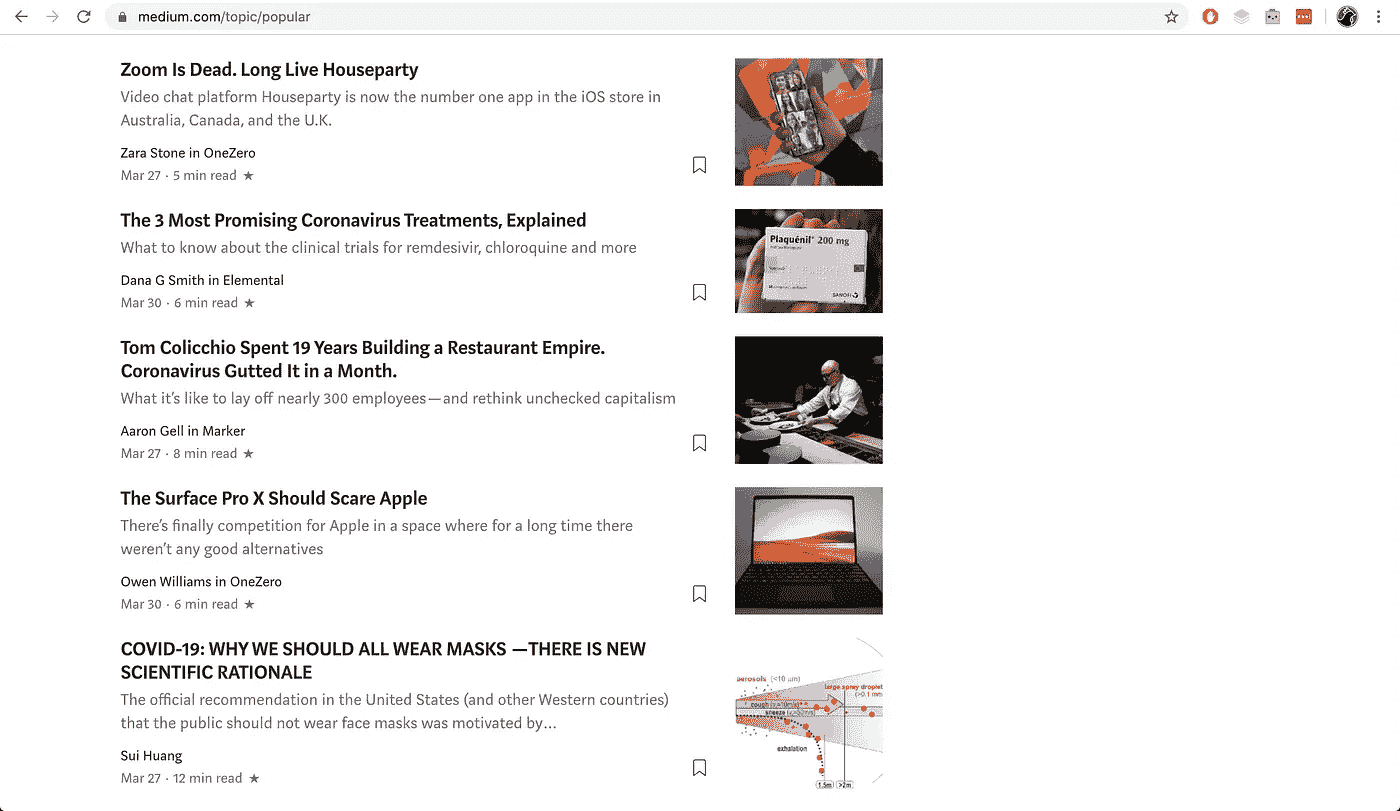 medium.com/topic/popular
Zoom Is Dead. Long Live Houseparty
Video chat platform Houseparty is now the number one app in the iOS store in
Australia, Canada, and the U.K.
Zara Stone in OneZero
Mar 27 · 5 min read ★
The 3 Most Promising Coronavirus Treatments, Explained
What to know about the clinical trials for remdesivir, chloroquine and more
Dana G Smith in Elemental
Mar 30 · 6 min read ★
Plaquénil® 200 mg
SANOFI
Tom Colicchio Spent 19 Years Building a Restaurant Empire.
Coronavirus Gutted It in a Month.
What it's like to lay off nearly 300 employees — and rethink unchecked capitalism
Aaron Gell in Marker
Mar 27 · 8 min read ★
The Surface Pro X Should Scare Apple
There's finally competition for Apple in a space where for a long time there
weren't any good alternatives
Owen Williams in OneZero
Mar 30 · 6 min read ★
COVID-19: WHY WE SHOULD ALL WEAR MASKS — THERE IS NEW
SCIENTIFIC RATIONALE
The official recommendation in the United States (and other Western countries)
that the public should not wear face masks was motivated by…
Sui Huang
Mar 27 · 12 min read ★
aerosols (<10 µm)
Large spray droplet
(>0.1 mm
cough (v=10m/s)
sneeze (v=50m/s)
exhalation
1.5m >2m